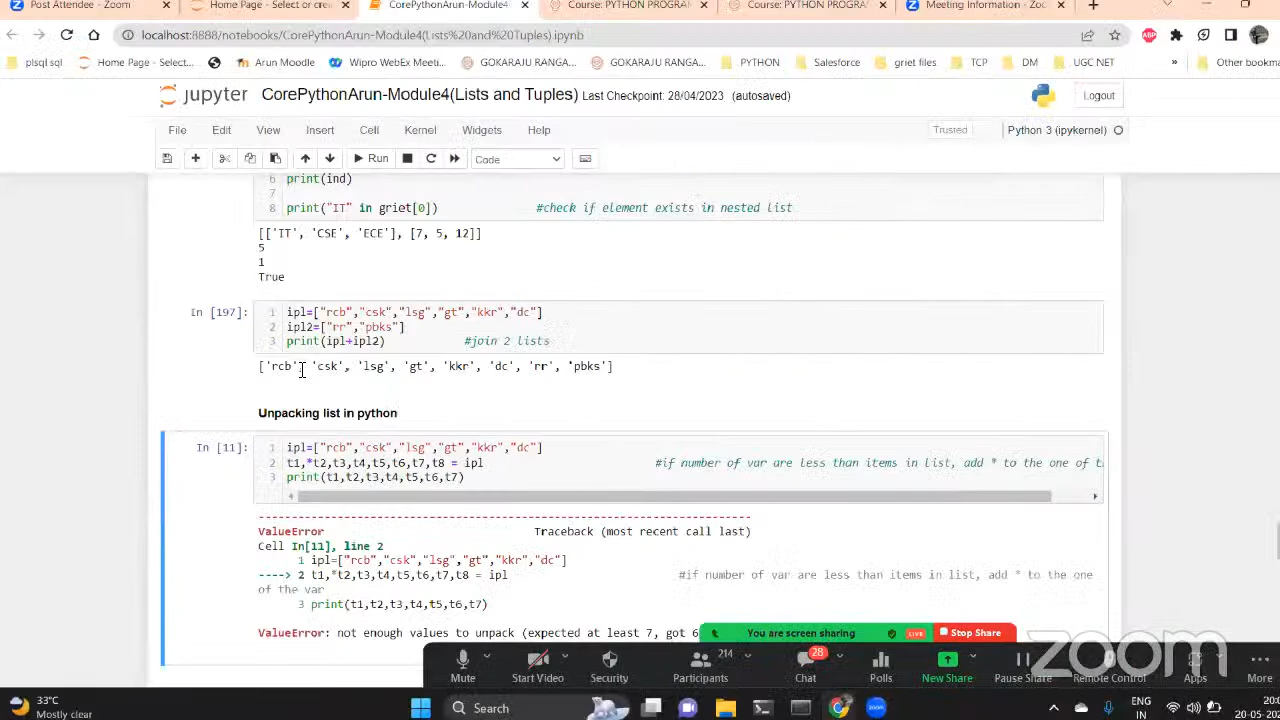 Post Attendee - Zoom
Home Page - Select or cre
CorePythonArun-Module4
Course: PYTHON PROGRA
Course: PYTHON PROGRA
Meeting Information - Zo
localhost:8888/notebooks/CorePythonArun-Module4(Lists%20and%20Tuples).ipynb
plsql sql
Home Page - Select...
Arun Moodle
Wipro WebEx Meet...
GOKARAJU RANGA...
GOKARAJU RANGA...
PYTHON
Salesforce
griet files
TCP
DM
UGC NET
»
Other bookma
jupyter CorePythonArun-Module4(Lists and Tuples) Last Checkpoint: 28/04/2023 (autosaved)
Logout
File Edit View Insert Cell Kernel Widgets Help
Trusted
Python 3 (ipykernel)
Run
Code
6 print(ind)
7
8 print("IT" in griet[0]) #check if element exists in nested list
[['IT', 'CSE', 'ECE'], [7, 5, 12]]
5
1
True
In [197]:
1 ipl=["rcb","csk","lsg","gt","kkr","dc"]
2 ipl2=["rr","pbks"]
3 print(ipl+ipl2) #join 2 lists
['rcb', 'csk', 'lsg', 'gt', 'kkr', 'dc', 'rr', 'pbks']
Unpacking list in python
In [11]:
1 ipl=["rcb","csk","lsg","gt","kkr","dc"]
2 t1,*t2,t3,t4,t5,t6,t7,t8 = ipl #if number of var are less than items in list, add * to the one of t
3 print(t1,t2,t3,t4,t5,t6,t7)
---------------------------------------------------------------------------
ValueError Traceback (most recent call last)
Cell In[11], line 2
1 ipl=["rcb","csk","lsg","gt","kkr","dc"]
----> 2 t1,*t2,t3,t4,t5,t6,t7,t8 = ipl #if number of var are less than items in list, add * to the one
of the var
3 print(t1,t2,t3,t4,t5,t6,t7)
ValueError: not enough values to unpack (expected at least 7, got 6
You are screen sharing
LIVE
Stop Share
zoom
28
214
Mute
Start Video
Security
Participants
Chat
Polls
New Share
Pause Share
Remote Control
Apps
More
33°C
Mostly clear
Search
zoom
ENG
IN
20:0
20-05-202